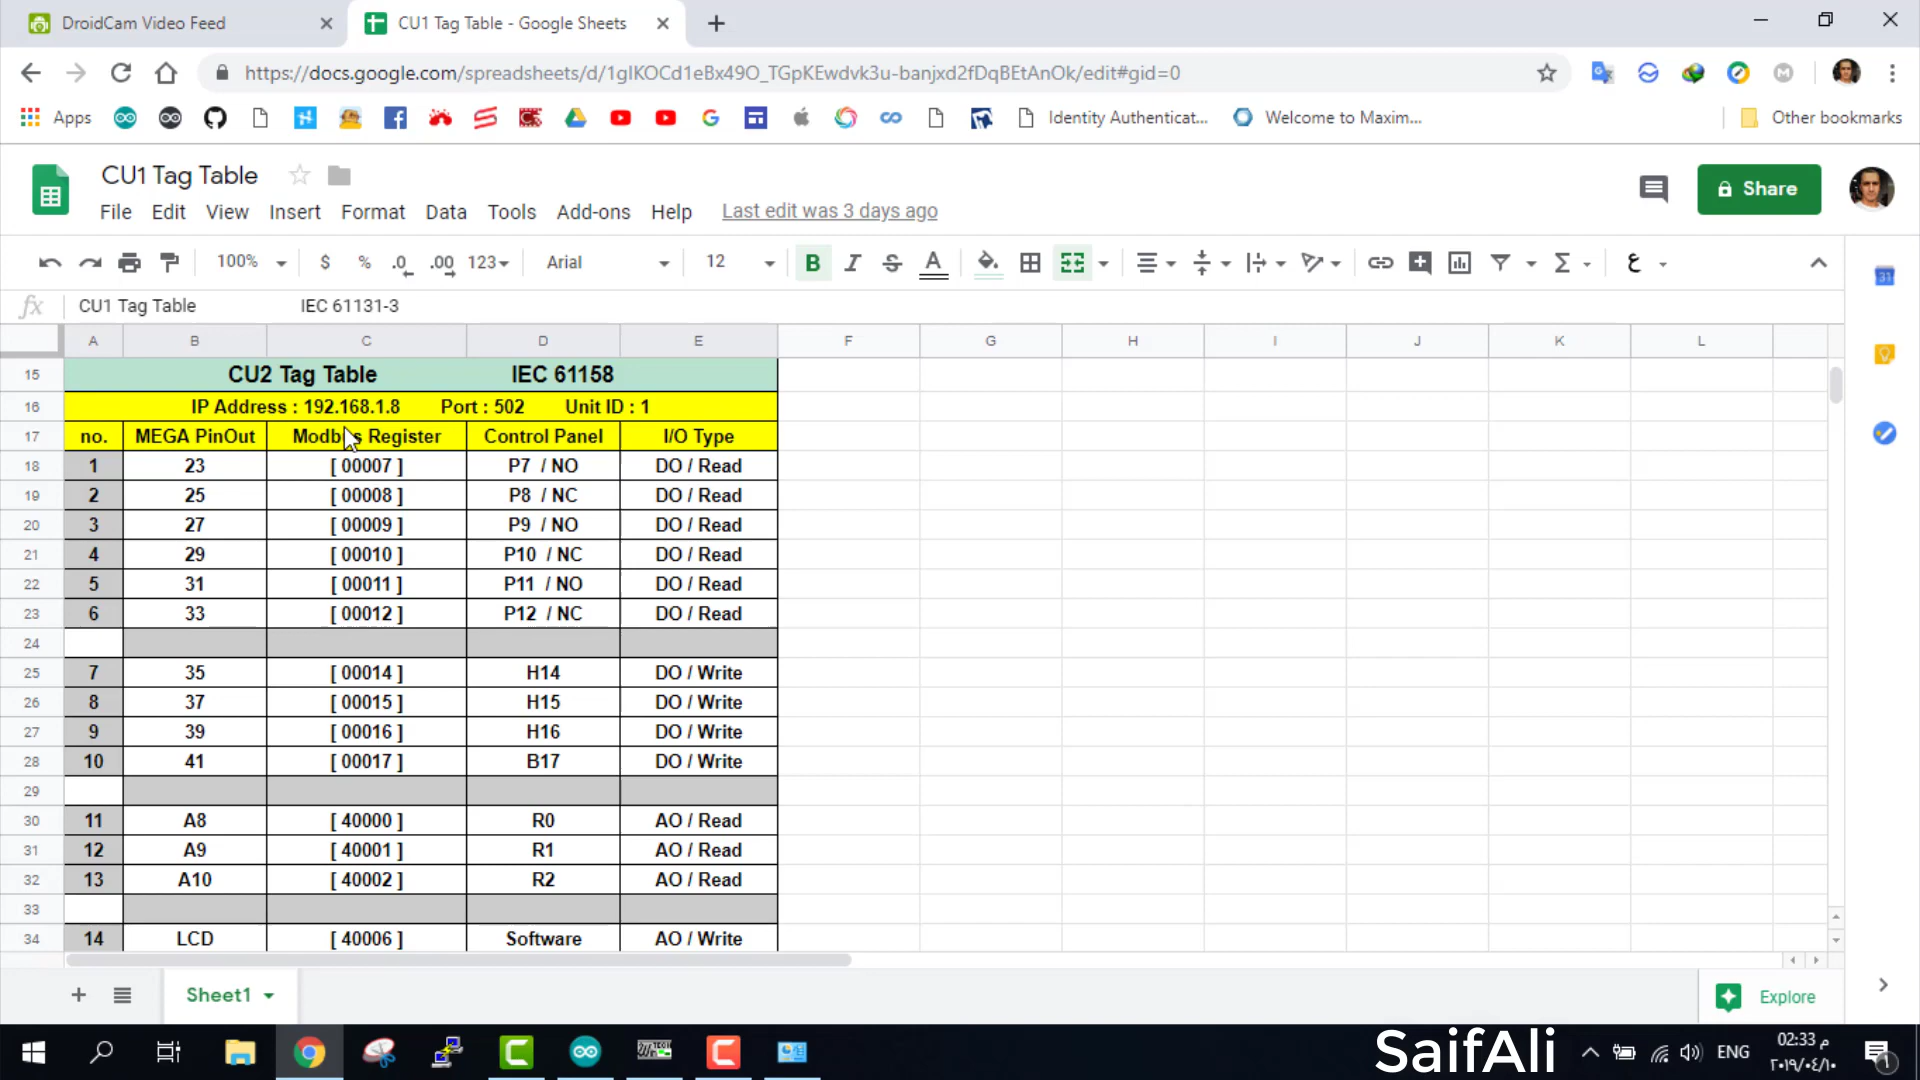 DroidCam Video Feed
CU1 Tag Table - Google Sheets
https://docs.google.com/spreadsheets/d/1gIKOCd1eBx49O_TGpKEwdvk3u-banjxd2fDqBEtAnOk/edit#gid=0
Apps
Identity Authenticat...
Welcome to Maxim...
Other bookmarks
CU1 Tag Table
Share
File Edit View Insert Format Data Tools Add-ons Help Last edit was 3 days ago
100% $ % .0 .00 123 Arial 12 B I S A Σ ع
fx CU1 Tag Table IEC 61131-3
A B C D E F G H I J K L
15 CU2 Tag Table IEC 61158
16 IP Address : 192.168.1.8 Port : 502 Unit ID : 1
17 no. MEGA PinOut Modbus Register Control Panel I/O Type
18 1 23 [ 00007 ] P7 / NO DO / Read
19 2 25 [ 00008 ] P8 / NC DO / Read
20 3 27 [ 00009 ] P9 / NO DO / Read
21 4 29 [ 00010 ] P10 / NC DO / Read
22 5 31 [ 00011 ] P11 / NO DO / Read
23 6 33 [ 00012 ] P12 / NC DO / Read
24
25 7 35 [ 00014 ] H14 DO / Write
26 8 37 [ 00015 ] H15 DO / Write
27 9 39 [ 00016 ] H16 DO / Write
28 10 41 [ 00017 ] B17 DO / Write
29
30 11 A8 [ 40000 ] R0 AO / Read
31 12 A9 [ 40001 ] R1 AO / Read
32 13 A10 [ 40002 ] R2 AO / Read
33
34 14 LCD [ 40006 ] Software AO / Write
Sheet1
Explore
SaifAli
ENG
02:33 م
٢٠١٩/٠٤/١٠